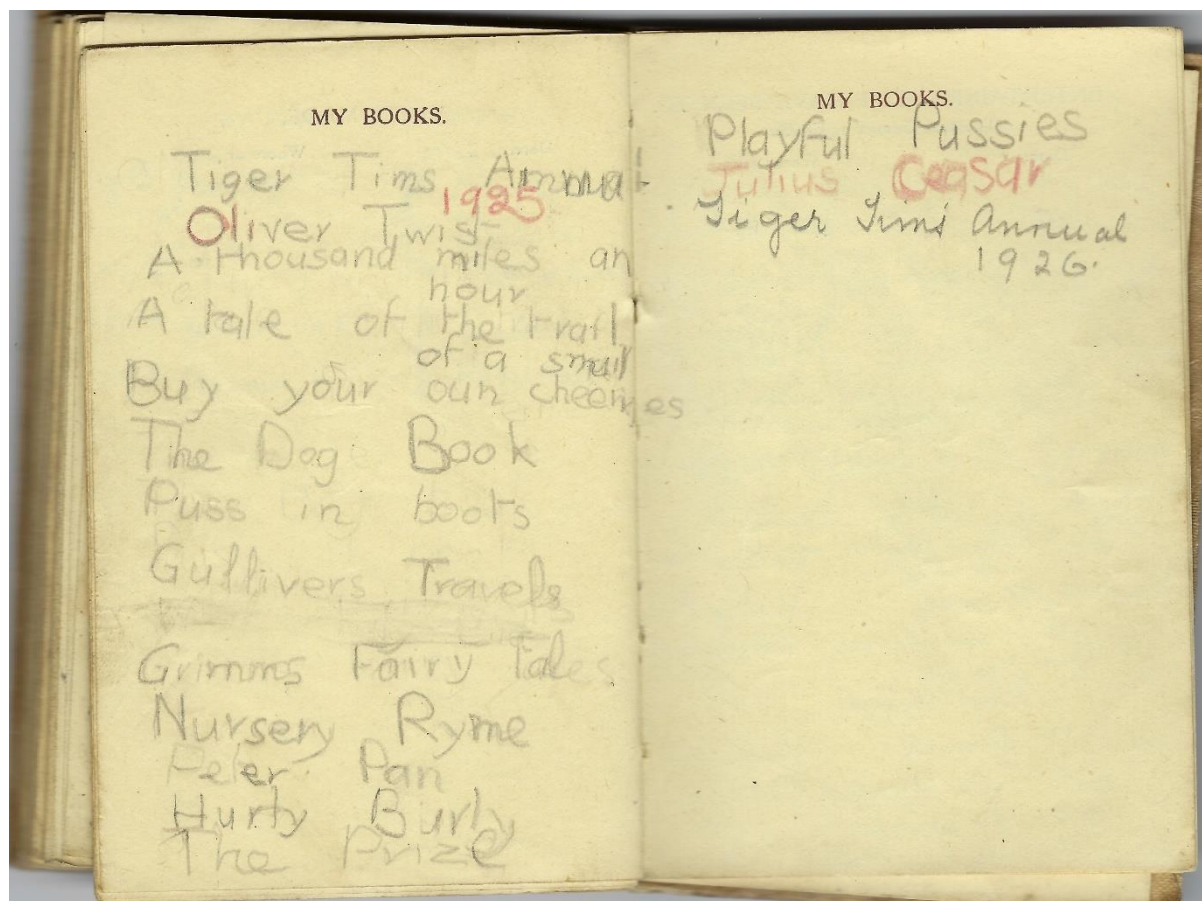 MY BOOKS.
Tiger Tims Annual
1925
Oliver Twist
A thousand miles an
hour
A tale of the trail
of a snail
Buy your oun cheeries
The Dog Book
Puss in boots
Gullivers Travels
Grimms Fairy Tales
Nursery Ryme
Peter Pan
Hurly Burly
The Prize
MY BOOKS.
Playful Pussies
Julius Ceasar
Tiger Tims' Annual
1926.